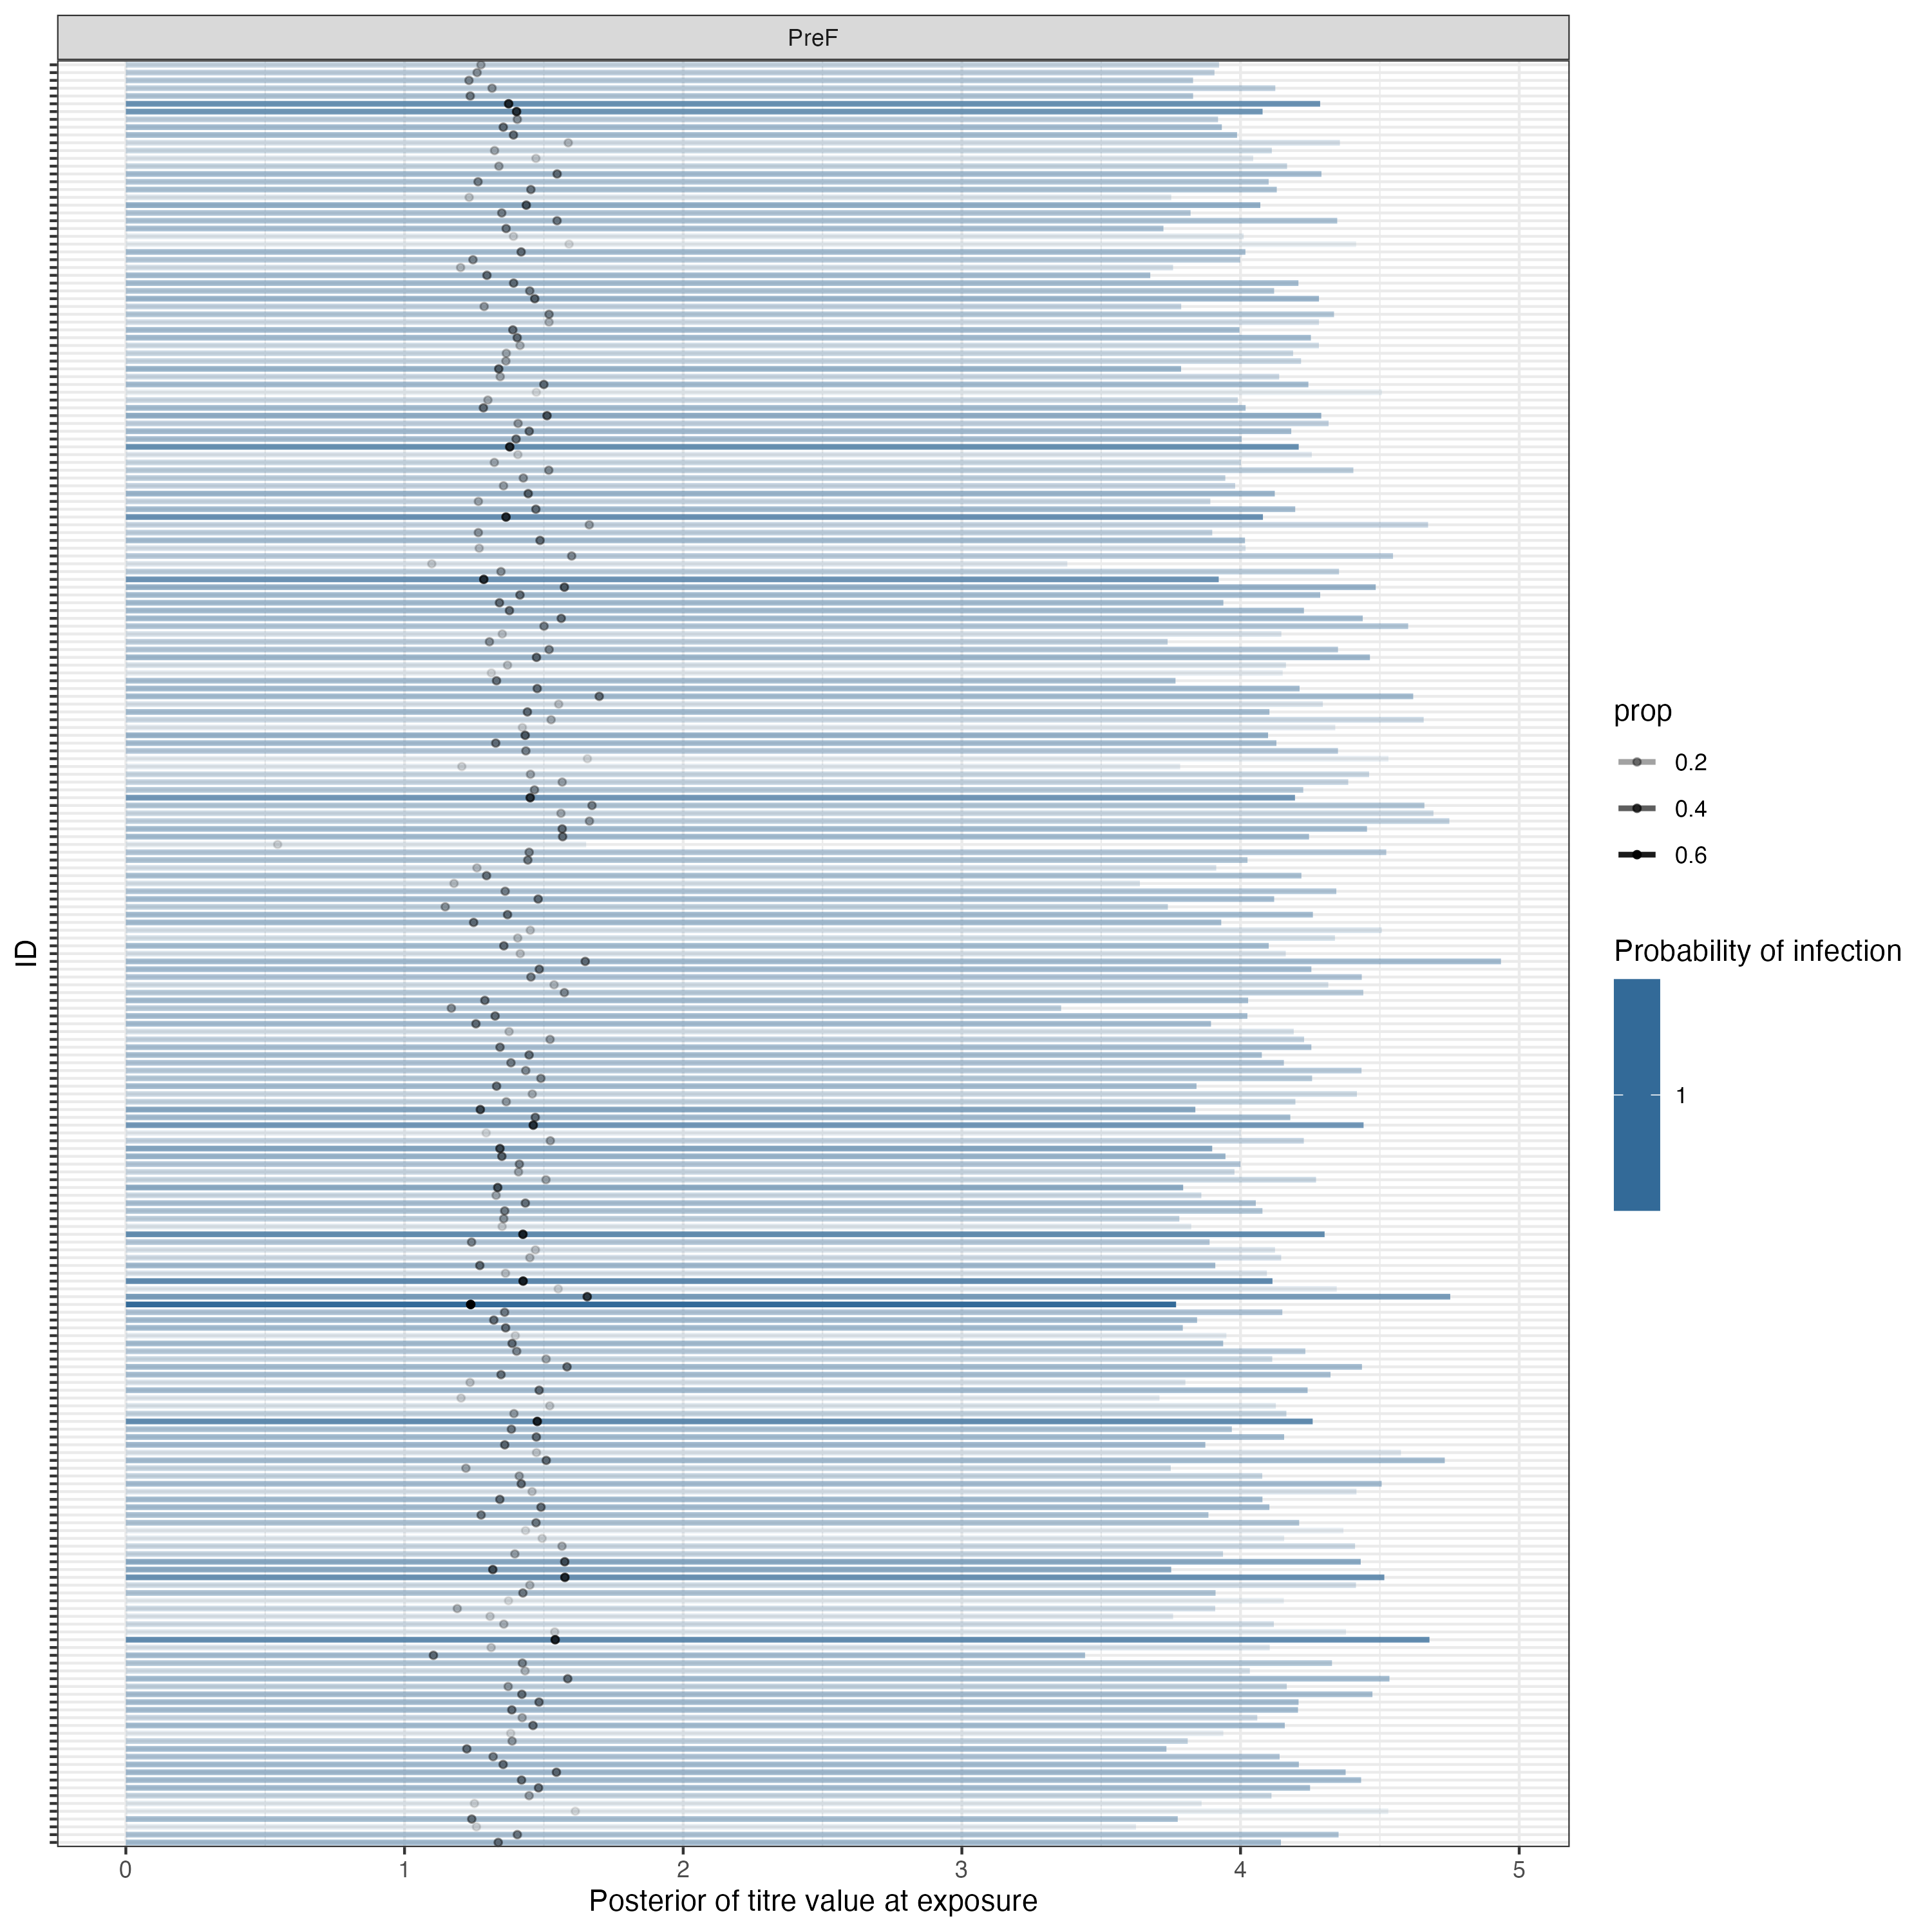 PreF
ID
0 1 2 3 4 5
Posterior of titre value at exposure
prop
0.2
0.4
0.6
Probability of infection
1